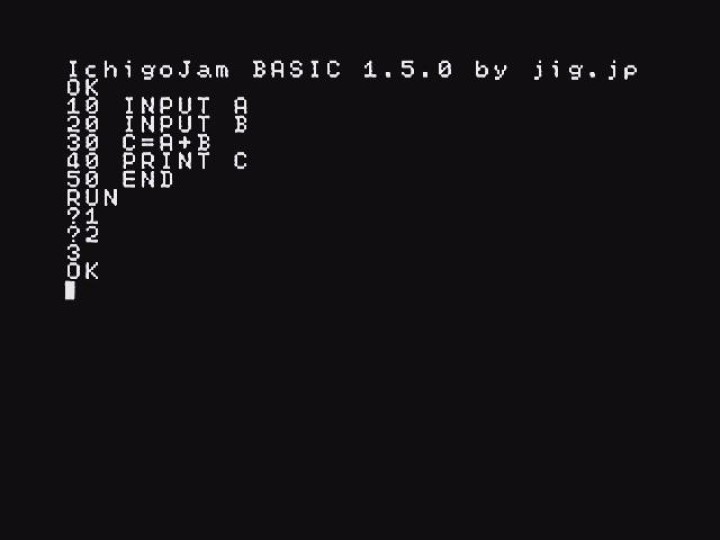 IchigoJam BASIC 1.5.0 by jig.jp
OK
10 INPUT A
20 INPUT B
30 C=A+B
40 PRINT C
50 END
RUN
?1
?2
3
OK